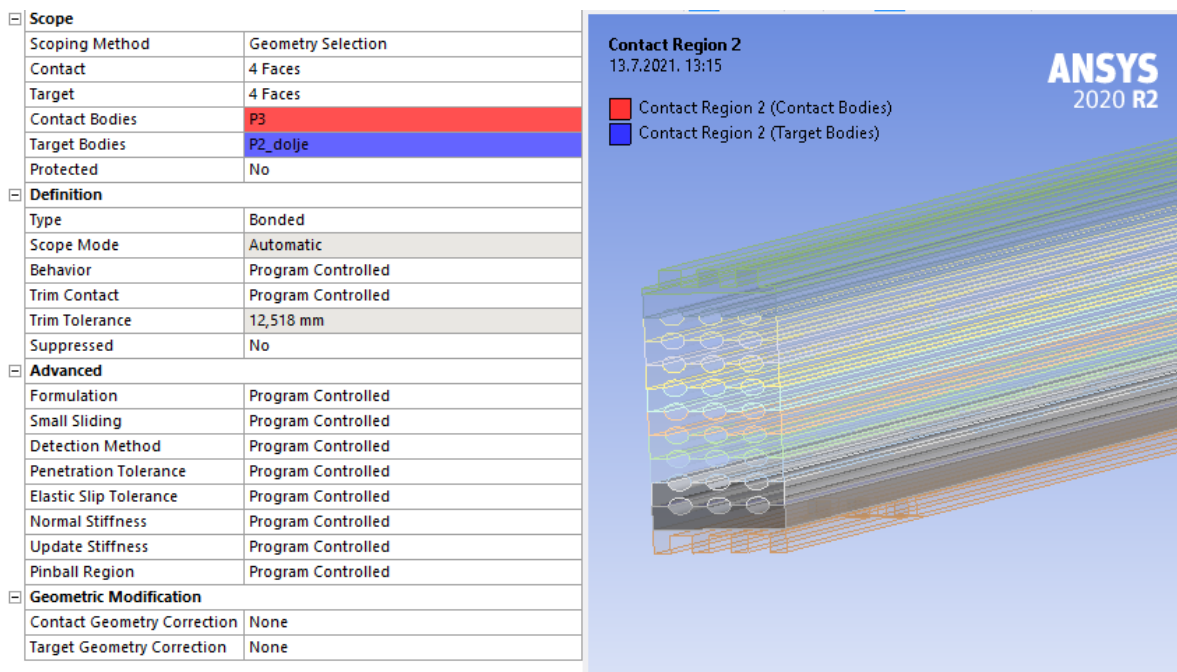 Scope
Scoping Method Geometry Selection
Contact 4 Faces
Target 4 Faces
Contact Bodies P3
Target Bodies P2_dolje
Protected No
Definition
Type Bonded
Scope Mode Automatic
Behavior Program Controlled
Trim Contact Program Controlled
Trim Tolerance 12,518 mm
Suppressed No
Advanced
Formulation Program Controlled
Small Sliding Program Controlled
Detection Method Program Controlled
Penetration Tolerance Program Controlled
Elastic Slip Tolerance Program Controlled
Normal Stiffness Program Controlled
Update Stiffness Program Controlled
Pinball Region Program Controlled
Geometric Modification
Contact Geometry Correction None
Target Geometry Correction None
Contact Region 2
13.7.2021. 13:15
Contact Region 2 (Contact Bodies)
Contact Region 2 (Target Bodies)
ANSYS
2020 R2